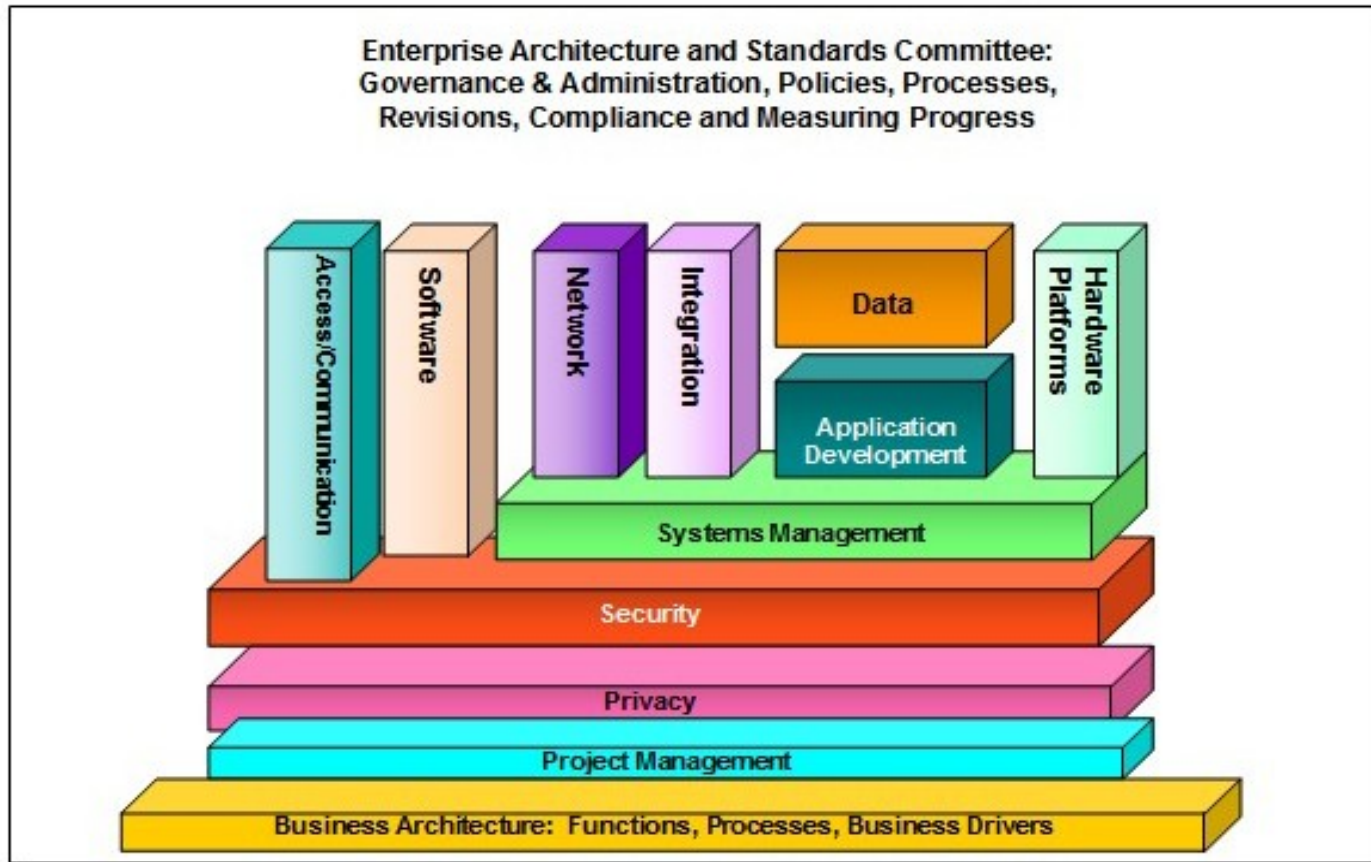 Enterprise Architecture and Standards Committee:
Governance & Administration, Policies, Processes,
Revisions, Compliance and Measuring Progress
Access/Communication
Software
Network
Integration
Data
Application
Development
Hardware
Platforms
Systems Management
Security
Privacy
Project Management
Business Architecture: Functions, Processes, Business Drivers